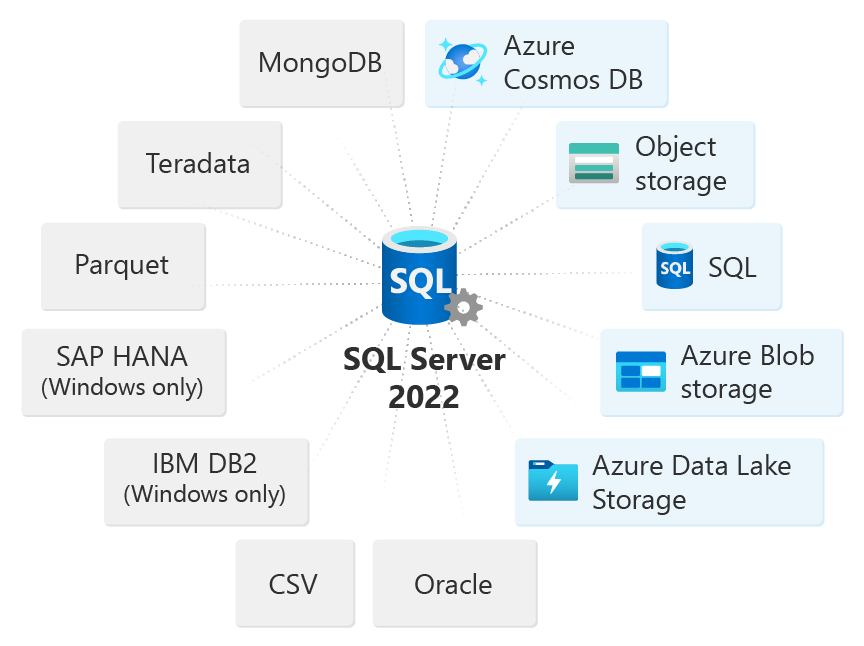 MongoDB
Azure
Cosmos DB
Teradata
Object
storage
Parquet
SQL
SQL
SQL
SAP HANA
(Windows only)
SQL Server
2022
Azure Blob
storage
IBM DB2
(Windows only)
Azure Data Lake
Storage
CSV
Oracle